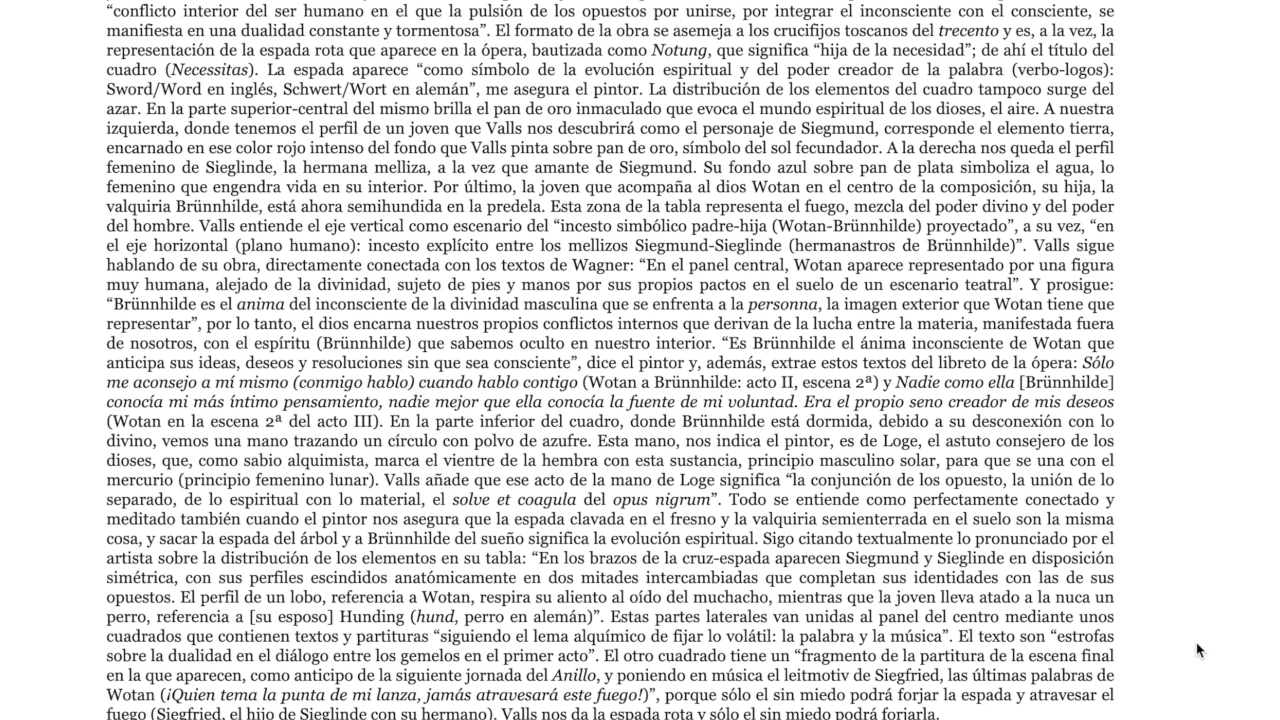 “conflicto interior del ser humano en el que la pulsión de los opuestos por unirse, por integrar el inconsciente con el consciente, se
manifiesta en una dualidad constante y tormentosa”. El formato de la obra se asemeja a los crucifijos toscanos del trecento y es, a la vez, la
representación de la espada rota que aparece en la ópera, bautizada como Notung, que significa “hija de la necesidad”; de ahí el título del
cuadro (Necessitas). La espada aparece “como símbolo de la evolución espiritual y del poder creador de la palabra (verbo-logos):
Sword/Word en inglés, Schwert/Wort en alemán”, me asegura el pintor. La distribución de los elementos del cuadro tampoco surge del
azar. En la parte superior-central del mismo brilla el pan de oro inmaculado que evoca el mundo espiritual de los dioses, el aire. A nuestra
izquierda, donde tenemos el perfil de un joven que Valls nos descubrirá como el personaje de Siegmund, corresponde el elemento tierra,
encarnado en ese color rojo intenso del fondo que Valls pinta sobre pan de oro, símbolo del sol fecundador. A la derecha nos queda el perfil
femenino de Sieglinde, la hermana melliza, a la vez que amante de Siegmund. Su fondo azul sobre pan de plata simboliza el agua, lo
femenino que engendra vida en su interior. Por último, la joven que acompaña al dios Wotan en el centro de la composición, su hija, la
valquiria Brünnhilde, está ahora semihundida en la predela. Esta zona de la tabla representa el fuego, mezcla del poder divino y del poder
del hombre. Valls entiende el eje vertical como escenario del “incesto simbólico padre-hija (Wotan-Brünnhilde) proyectado”, a su vez, “en
el eje horizontal (plano humano): incesto explícito entre los mellizos Siegmund-Sieglinde (hermanastros de Brünnhilde)”. Valls sigue
hablando de su obra, directamente conectada con los textos de Wagner: “En el panel central, Wotan aparece representado por una figura
muy humana, alejado de la divinidad, sujeto de pies y manos por sus propios pactos en el suelo de un escenario teatral”. Y prosigue:
“Brünnhilde es el anima del inconsciente de la divinidad masculina que se enfrenta a la personna, la imagen exterior que Wotan tiene que
representar”, por lo tanto, el dios encarna nuestros propios conflictos internos que derivan de la lucha entre la materia, manifestada fuera
de nosotros, con el espíritu (Brünnhilde) que sabemos oculto en nuestro interior. “Es Brünnhilde el ánima inconsciente de Wotan que
anticipa sus ideas, deseos y resoluciones sin que sea consciente”, dice el pintor y, además, extrae estos textos del libreto de la ópera: Sólo
me aconsejo a mí mismo (conmigo hablo) cuando hablo contigo (Wotan a Brünnhilde: acto II, escena 2ª) y Nadie como ella [Brünnhilde]
conocía mi más íntimo pensamiento, nadie mejor que ella conocía la fuente de mi voluntad. Era el propio seno creador de mis deseos
(Wotan en la escena 2ª del acto III). En la parte inferior del cuadro, donde Brünnhilde está dormida, debido a su desconexión con lo
divino, vemos una mano trazando un círculo con polvo de azufre. Esta mano, nos indica el pintor, es de Loge, el astuto consejero de los
dioses, que, como sabio alquimista, marca el vientre de la hembra con esta sustancia, principio masculino solar, para que se una con el
mercurio (principio femenino lunar). Valls añade que ese acto de la mano de Loge significa “la conjunción de los opuesto, la unión de lo
separado, de lo espiritual con lo material, el solve et coagula del opus nigrum”. Todo se entiende como perfectamente conectado y
meditado también cuando el pintor nos asegura que la espada clavada en el fresno y la valquiria semienterrada en el suelo son la misma
cosa, y sacar la espada del árbol y a Brünnhilde del sueño significa la evolución espiritual. Sigo citando textualmente lo pronunciado por el
artista sobre la distribución de los elementos en su tabla: “En los brazos de la cruz-espada aparecen Siegmund y Sieglinde en disposición
simétrica, con sus perfiles escindidos anatómicamente en dos mitades intercambiadas que completan sus identidades con las de sus
opuestos. El perfil de un lobo, referencia a Wotan, respira su aliento al oído del muchacho, mientras que la joven lleva atado a la nuca un
perro, referencia a [su esposo] Hunding (hund, perro en alemán)”. Estas partes laterales van unidas al panel del centro mediante unos
cuadrados que contienen textos y partituras “siguiendo el lema alquímico de fijar lo volátil: la palabra y la música”. El texto son “estrofas
sobre la dualidad en el diálogo entre los gemelos en el primer acto”. El otro cuadrado tiene un “fragmento de la partitura de la escena final
en la que aparecen, como anticipo de la siguiente jornada del Anillo, y poniendo en música el leitmotiv de Siegfried, las últimas palabras de
Wotan (¡Quien tema la punta de mi lanza, jamás atravesará este fuego!)”, porque sólo el sin miedo podrá forjar la espada y atravesar el
fuego (Siegfried, el hijo de Sieglinde con su hermano). Valls nos da la espada rota y sólo el sin miedo podrá forjarla.